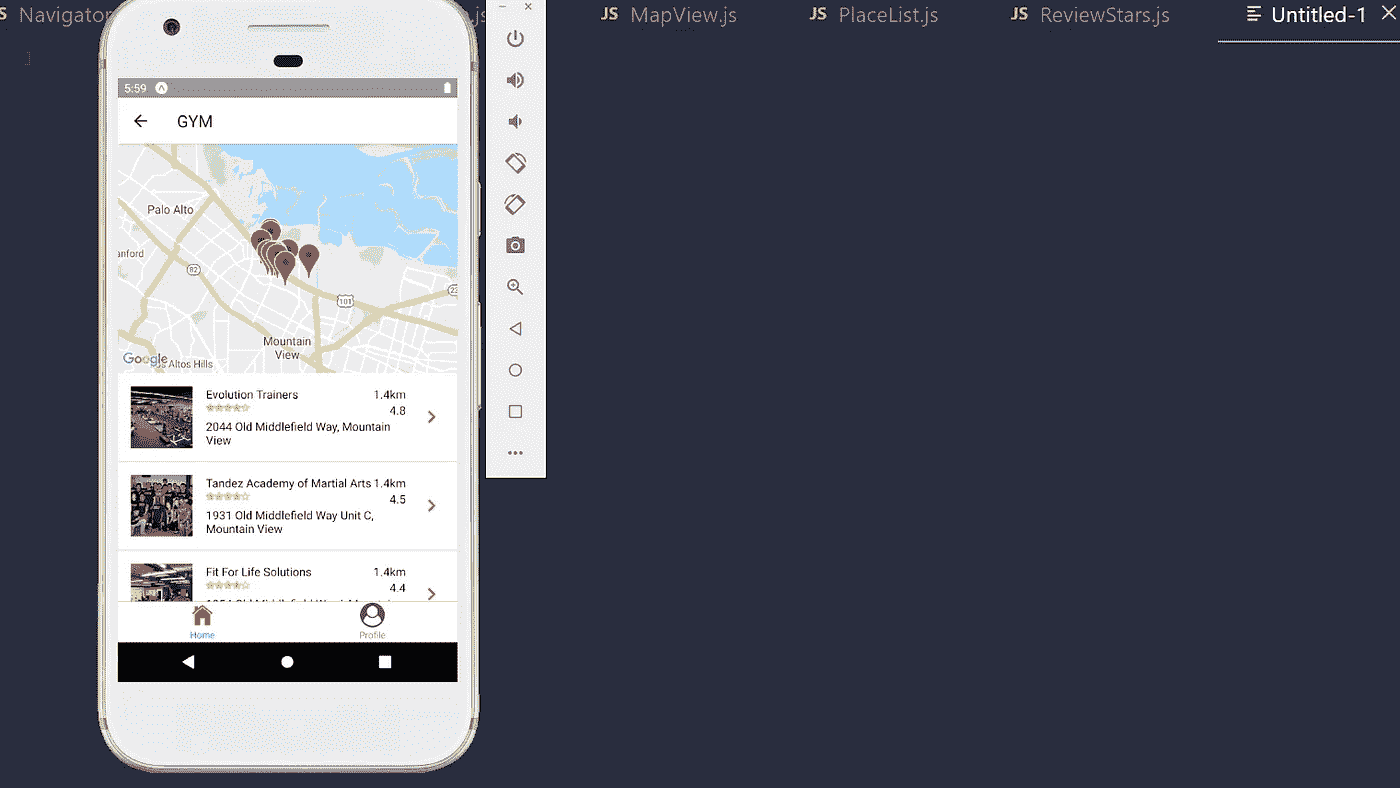 JS Navigator
.js
JS MapView.js
JS PlaceList.js
JS ReviewStars.js
Untitled-1
5:59
GYM
Palo Alto
anford
82
101
23
Mountain
View
Google
s Altos Hills
Evolution Trainers 1.4km
4.8
2044 Old Middlefield Way, Mountain
View
Tandez Academy of Martial Arts 1.4km
4.5
1931 Old Middlefield Way Unit C,
Mountain View
Fit For Life Solutions 1.4km
4.4
Home
Profile